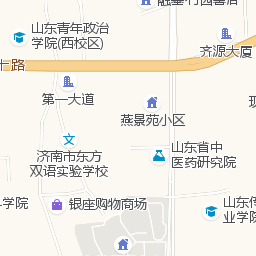 山东青年政治
学院(西校区)
齐源大厦
十路
第一大道
燕景苑小区
济南市东方
双语实验学校
山东省中
医药研究院
山东传
业学院
学院
银座购物商场